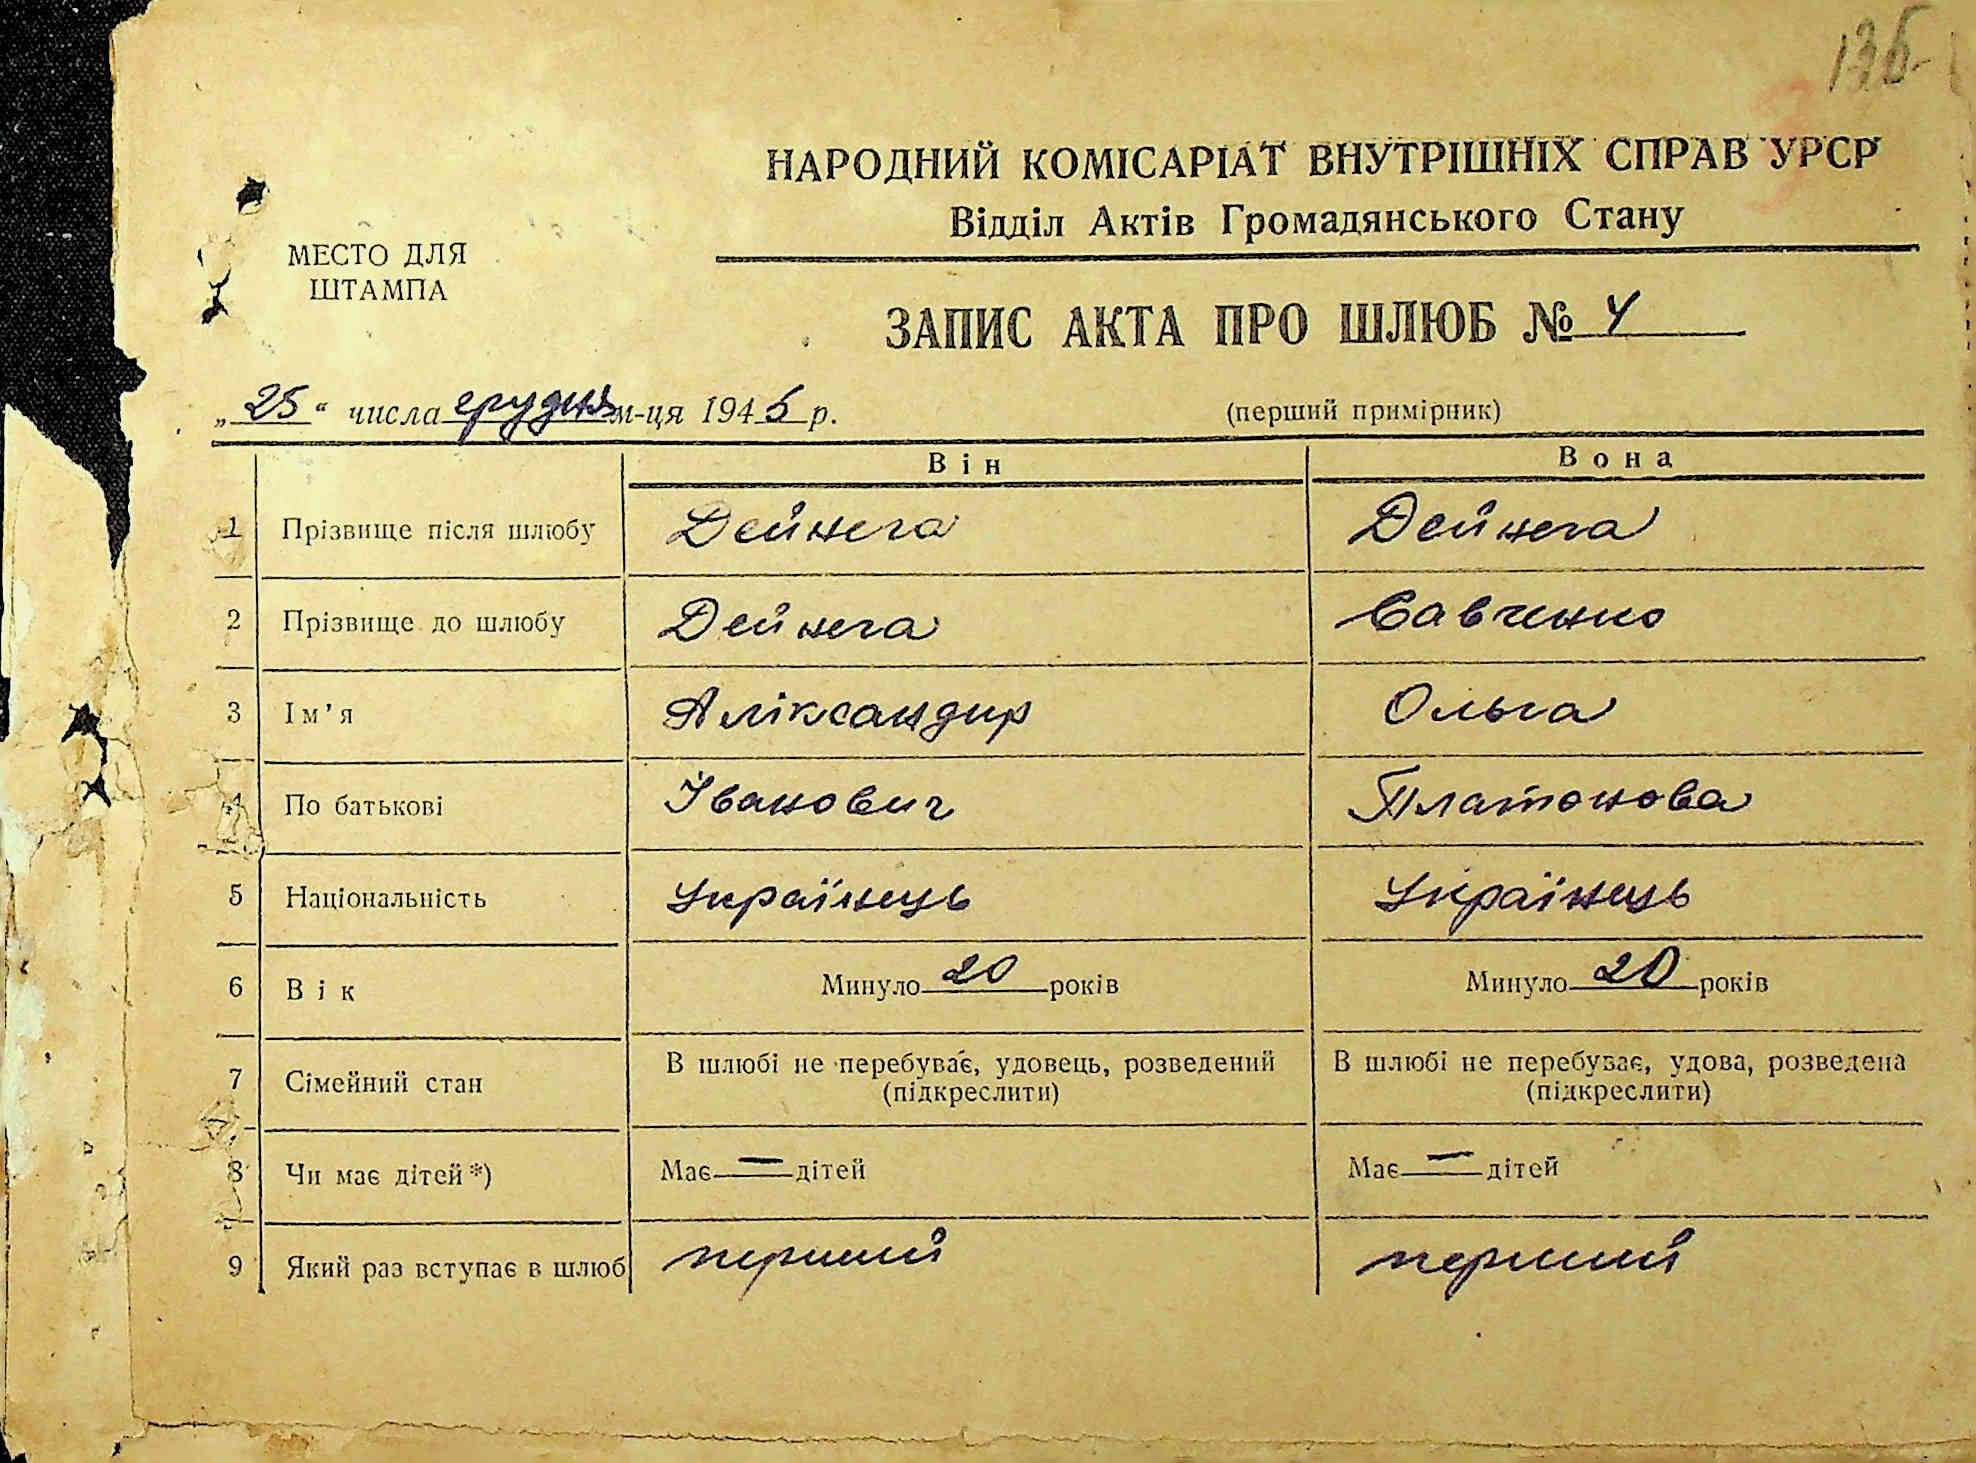 135
НАРОДНИЙ КОМІСАРІАТ ВНУТРІШНІХ СПРАВ УРСР
Відділ Актів Громадянського Стану
МЕСТО ДЛЯ
ШТАМПА
ЗАПИС АКТА ПРО ШЛЮБ № 4
„25“ числа грудня м-ця 1945 р. (перший примірник)
Він Вона
1 Прізвище після шлюбу Дейнега Дейнега
2 Прізвище до шлюбу Дейнега Савченко
3 Ім’я Аліксандир Ольга
4 По батькові Іванович Платонова
5 Національність Українець Українець
6 Вік Минуло 20 років Минуло 20 років
7 Сімейний стан В шлюбі не перебуває, удовець, розведений В шлюбі не перебуває, удова, розведена
(підкреслити) (підкреслити)
8 Чи має дітей *) Має — дітей Має — дітей
9 Який раз вступає в шлюб перший перший